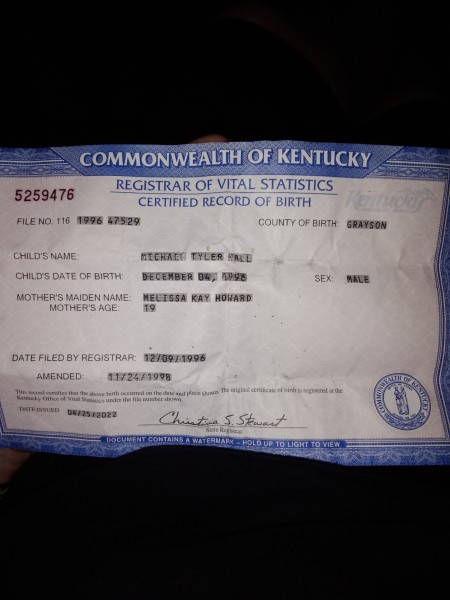 COMMONWEALTH OF KENTUCKY
5259476
REGISTRAR OF VITAL STATISTICS
CERTIFIED RECORD OF BIRTH
Kentucky
FILE NO. 116 1996 47529
COUNTY OF BIRTH: GRAYSON
CHILD'S NAME: MICHAEL TYLER HALL
CHILD'S DATE OF BIRTH: DECEMBER 04, 1996
SEX: MALE
MOTHER'S MAIDEN NAME: MELISSA KAY HOWARD
MOTHER'S AGE: 19
DATE FILED BY REGISTRAR: 12/09/1996
AMENDED: 11/24/1998
This record certifies that the above birth occurred on the date and place shown. The original certificate of birth is registered at the
Kentucky Office of Vital Statistics under the file number shown.
DATE ISSUED 04/25/2022
Christina S. Stewart
State Registrar
COMMONWEALTH OF KENTUCKY
DOCUMENT CONTAINS A WATERMARK - HOLD UP TO LIGHT TO VIEW